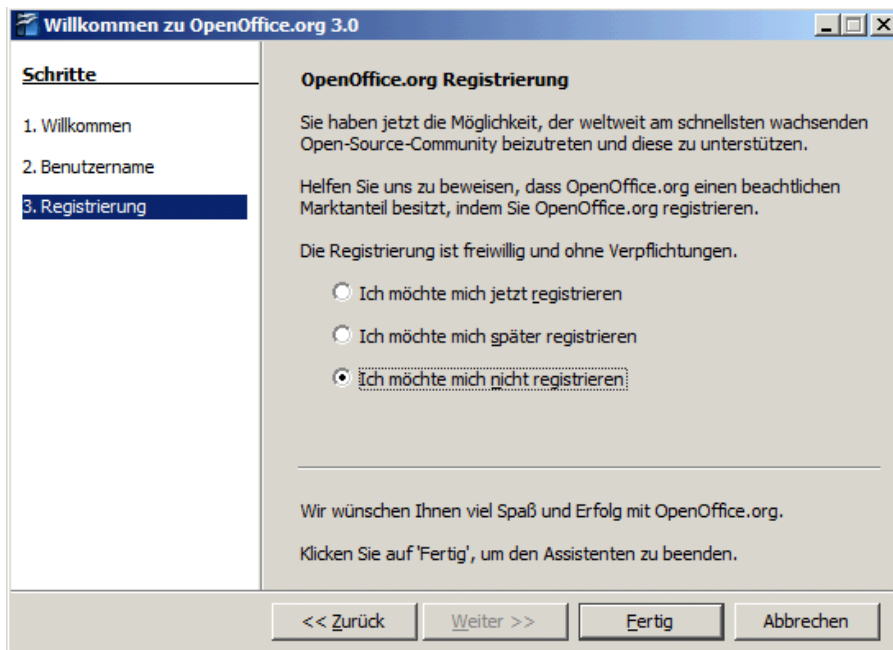 Willkommen zu OpenOffice.org 3.0
Schritte
1. Willkommen
2. Benutzername
3. Registrierung
OpenOffice.org Registrierung
Sie haben jetzt die Möglichkeit, der weltweit am schnellsten wachsenden
Open-Source-Community beizutreten und diese zu unterstützen.
Helfen Sie uns zu beweisen, dass OpenOffice.org einen beachtlichen
Marktanteil besitzt, indem Sie OpenOffice.org registrieren.
Die Registrierung ist freiwillig und ohne Verpflichtungen.
Ich möchte mich jetzt registrieren
Ich möchte mich später registrieren
Ich möchte mich nicht registrieren
Wir wünschen Ihnen viel Spaß und Erfolg mit OpenOffice.org.
Klicken Sie auf 'Fertig', um den Assistenten zu beenden.
<< Zurück
Weiter >>
Fertig
Abbrechen